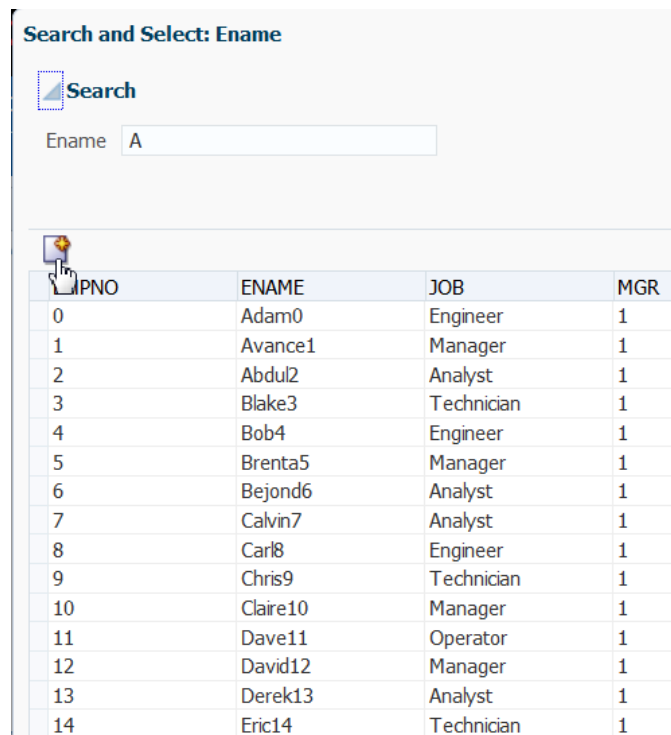 Search and Select: Ename
Search
Ename A
ENAME JOB MGR
0 Adam0 Engineer 1
1 Avance1 Manager 1
2 Abdul2 Analyst 1
3 Blake3 Technician 1
4 Bob4 Engineer 1
5 Brenta5 Manager 1
6 Bejond6 Analyst 1
7 Calvin7 Analyst 1
8 Carl8 Engineer 1
9 Chris9 Technician 1
10 Claire10 Manager 1
11 Dave11 Operator 1
12 David12 Manager 1
13 Derek13 Analyst 1
14 Eric14 Technician 1